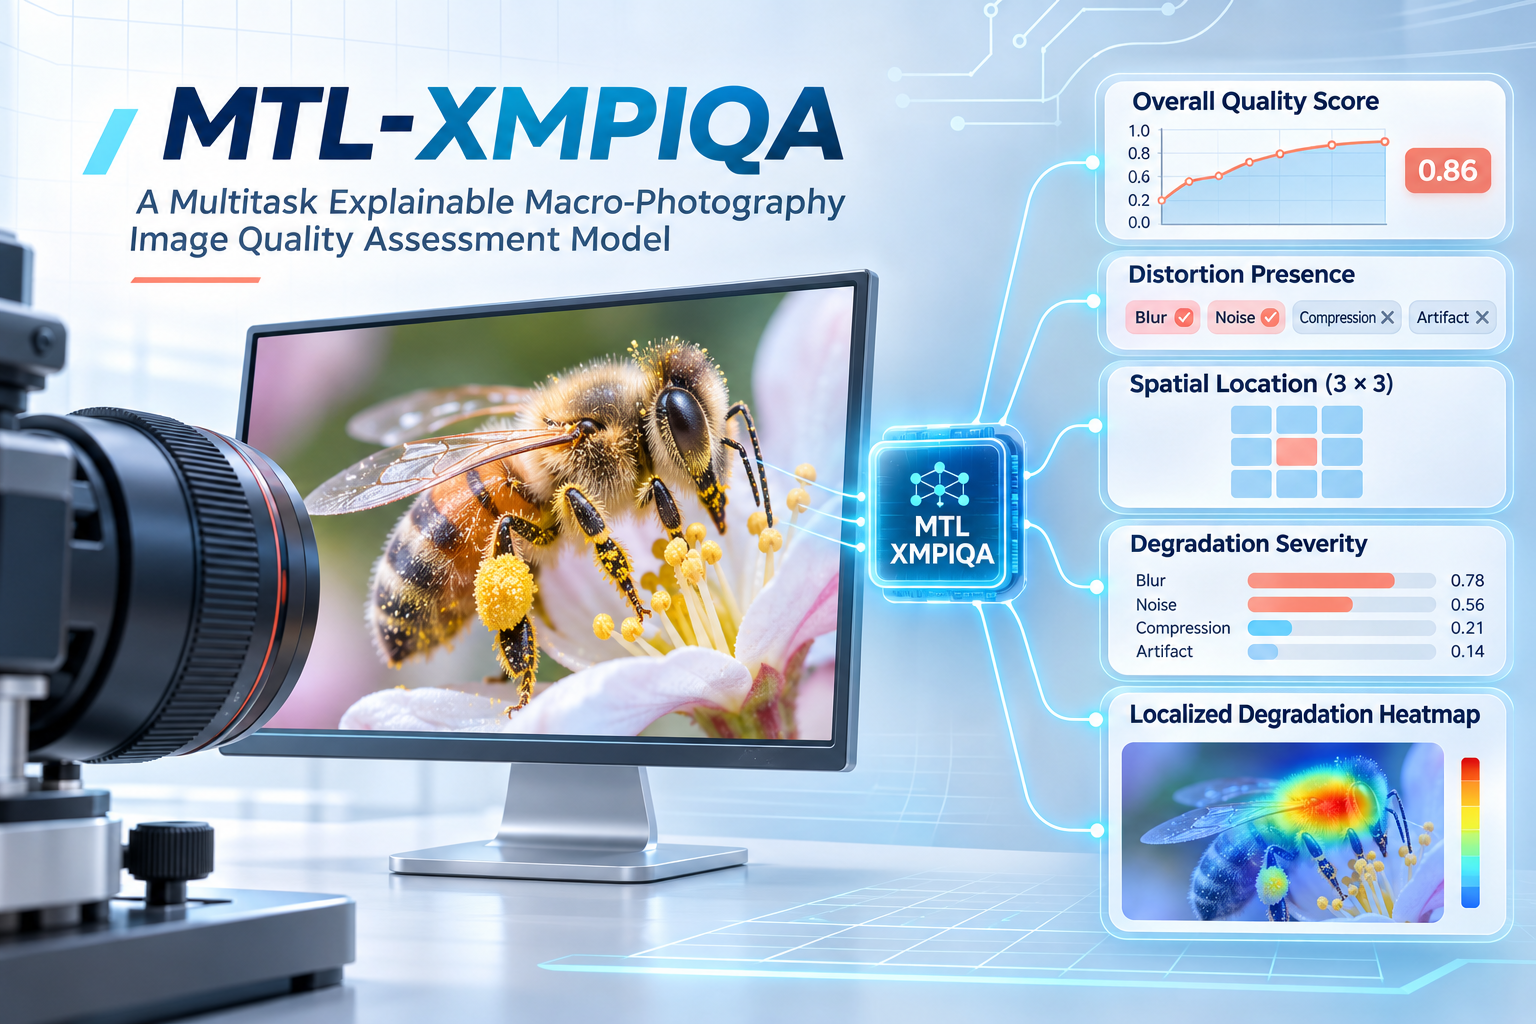 MTL-XMPIQA
A Multitask Explainable Macro-Photography
Image Quality Assessment Model
MTL
XMPIQA
Overall Quality Score
1.0
0.8
0.6
0.2
0.0
0.86
Distortion Presence
Blur
Noise
Compression
Artifact
Spatial Location (3 × 3)
Degradation Severity
Blur 0.78
Noise 0.56
Compression 0.21
Artifact 0.14
Localized Degradation Heatmap